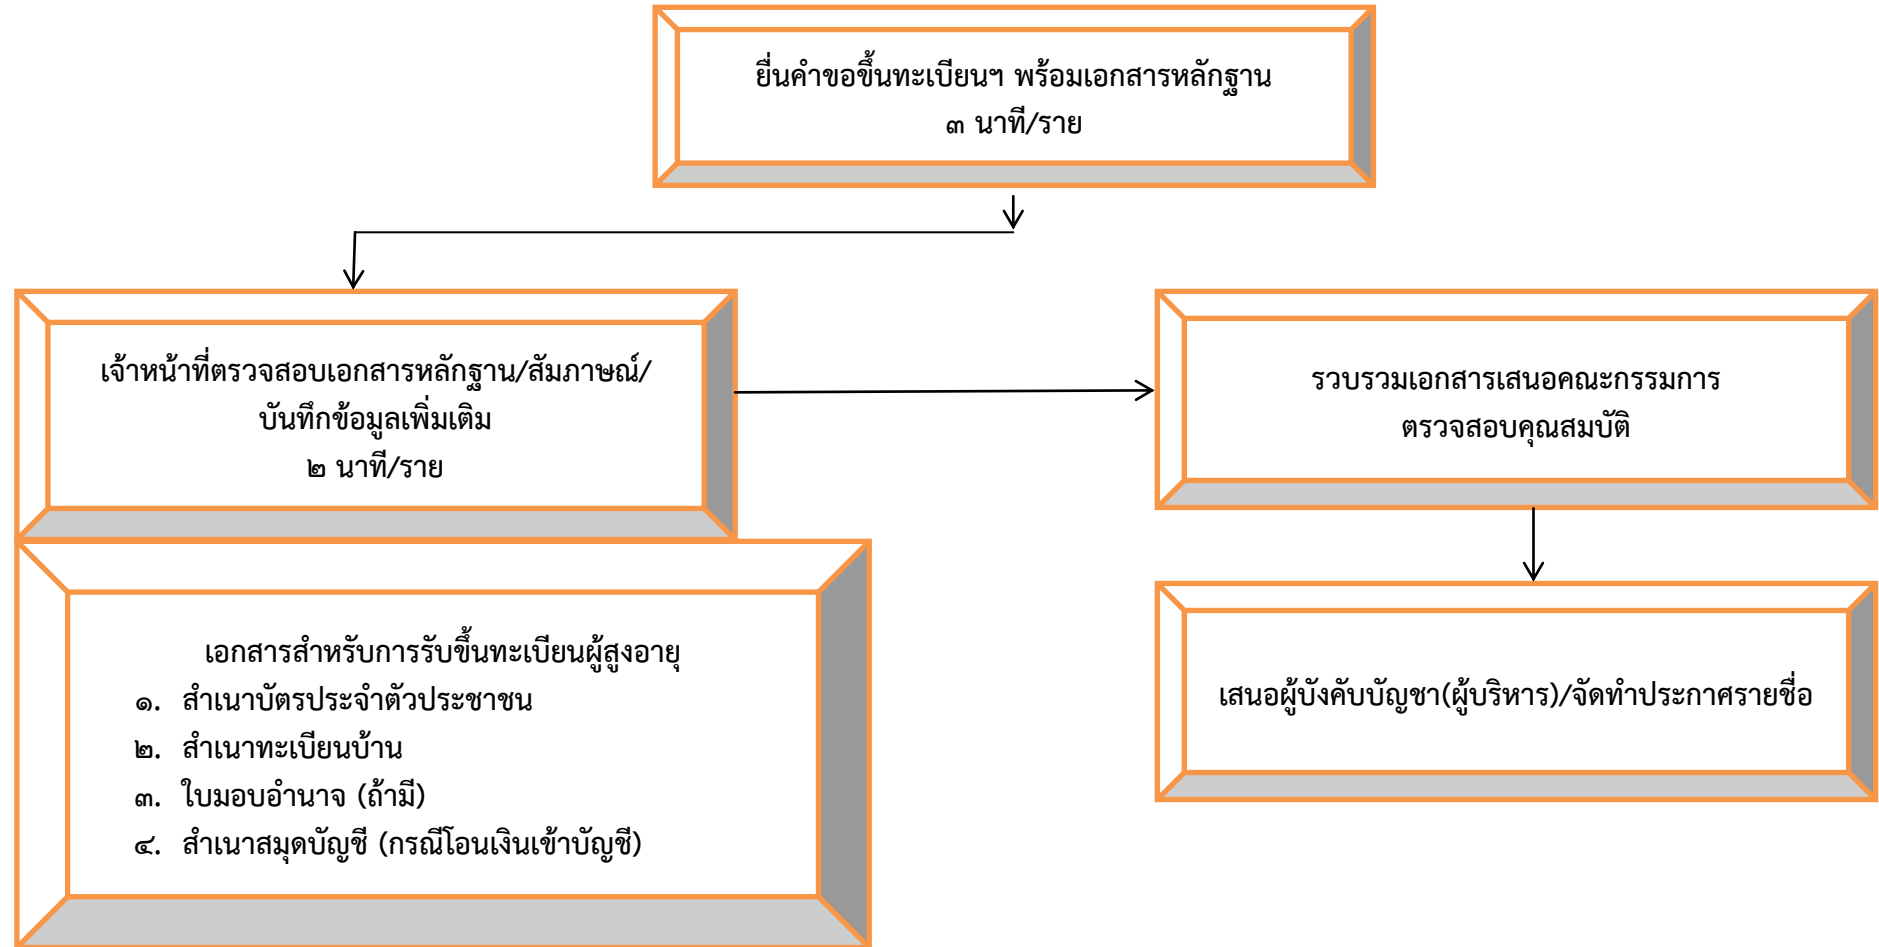 ยื่นคำขอขึ้นทะเบียนฯ พร้อมเอกสารหลักฐาน
๓ นาที/ราย
เจ้าหน้าที่ตรวจสอบเอกสารหลักฐาน/สัมภาษณ์/
บันทึกข้อมูลเพิ่มเติม
๒ นาที/ราย
รวบรวมเอกสารเสนอคณะกรรมการ
ตรวจสอบคุณสมบัติ
เอกสารสำหรับการรับขึ้นทะเบียนผู้สูงอายุ
๑. สำเนาบัตรประจำตัวประชาชน
๒. สำเนาทะเบียนบ้าน
๓. ใบมอบอำนาจ (ถ้ามี)
๔. สำเนาสมุดบัญชี (กรณีโอนเงินเข้าบัญชี)
เสนอผู้บังคับบัญชา(ผู้บริหาร)/จัดทำประกาศรายชื่อ